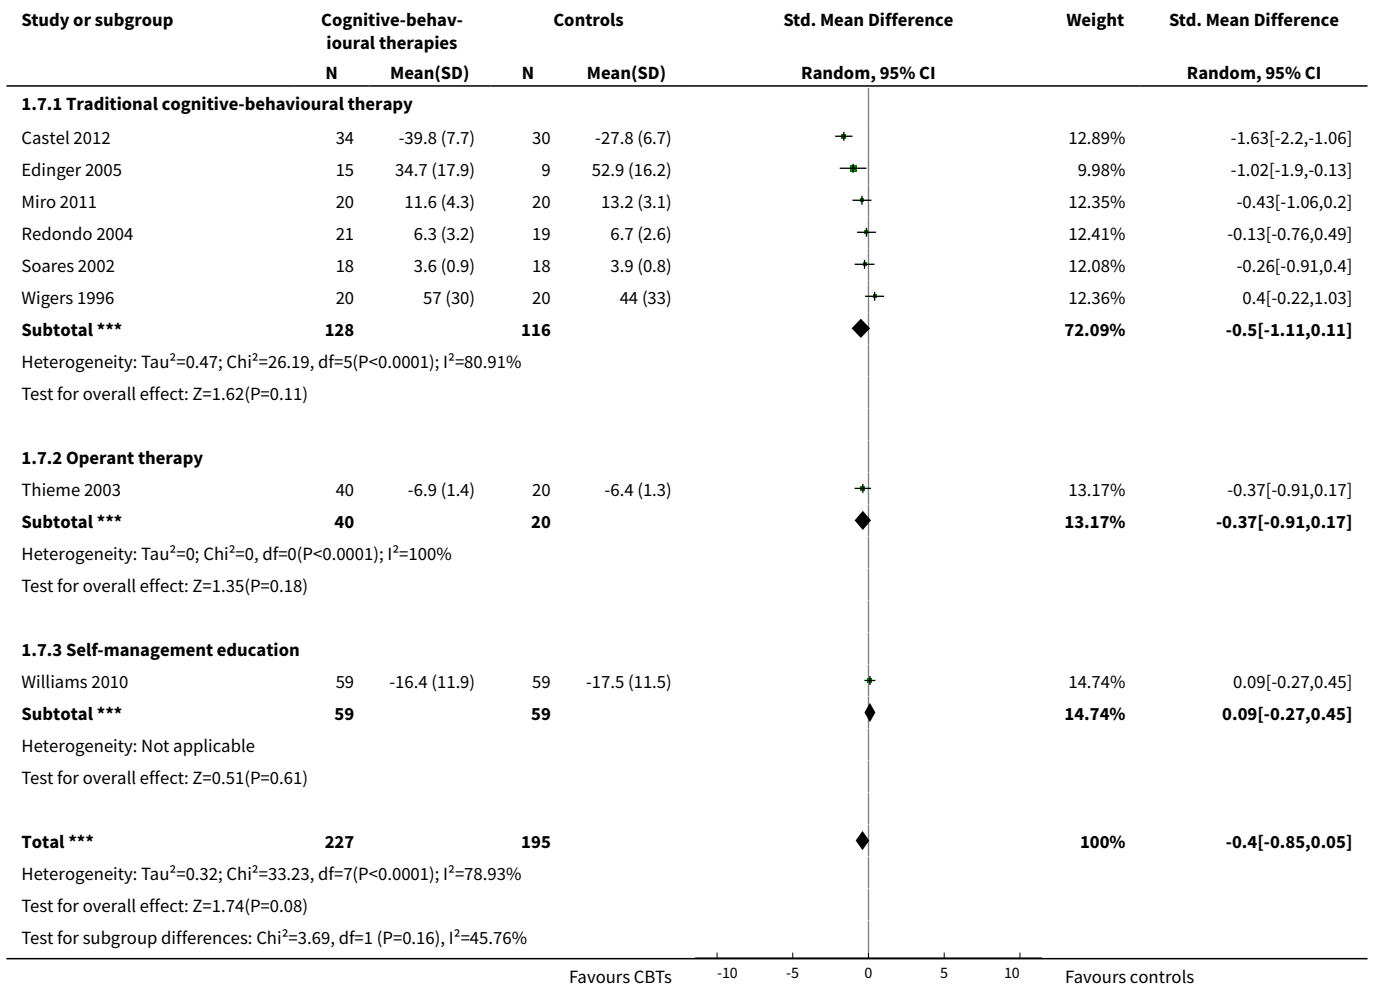 Study or subgroup Cognitive-behav- Controls Std. Mean Difference Weight Std. Mean Difference
ioural therapies
N Mean(SD) N Mean(SD) Random, 95% CI Random, 95% CI
1.7.1 Traditional cognitive-behavioural therapy
Castel 2012 34 -39.8 (7.7) 30 -27.8 (6.7) 12.89% -1.63[-2.2,-1.06]
Edinger 2005 15 34.7 (17.9) 9 52.9 (16.2) 9.98% -1.02[-1.9,-0.13]
Miro 2011 20 11.6 (4.3) 20 13.2 (3.1) 12.35% -0.43[-1.06,0.2]
Redondo 2004 21 6.3 (3.2) 19 6.7 (2.6) 12.41% -0.13[-0.76,0.49]
Soares 2002 18 3.6 (0.9) 18 3.9 (0.8) 12.08% -0.26[-0.91,0.4]
Wigers 1996 20 57 (30) 20 44 (33) 12.36% 0.4[-0.22,1.03]
Subtotal *** 128 116 72.09% -0.5[-1.11,0.11]
Heterogeneity: Tau²=0.47; Chi²=26.19, df=5(P<0.0001); I²=80.91%
Test for overall effect: Z=1.62(P=0.11)
1.7.2 Operant therapy
Thieme 2003 40 -6.9 (1.4) 20 -6.4 (1.3) 13.17% -0.37[-0.91,0.17]
Subtotal *** 40 20 13.17% -0.37[-0.91,0.17]
Heterogeneity: Tau²=0; Chi²=0, df=0(P<0.0001); I²=100%
Test for overall effect: Z=1.35(P=0.18)
1.7.3 Self-management education
Williams 2010 59 -16.4 (11.9) 59 -17.5 (11.5) 14.74% 0.09[-0.27,0.45]
Subtotal *** 59 59 14.74% 0.09[-0.27,0.45]
Heterogeneity: Not applicable
Test for overall effect: Z=0.51(P=0.61)
Total *** 227 195 100% -0.4[-0.85,0.05]
Heterogeneity: Tau²=0.32; Chi²=33.23, df=7(P<0.0001); I²=78.93%
Test for overall effect: Z=1.74(P=0.08)
Test for subgroup differences: Chi²=3.69, df=1 (P=0.16), I²=45.76%
Favours CBTs -10 -5 0 5 10 Favours controls